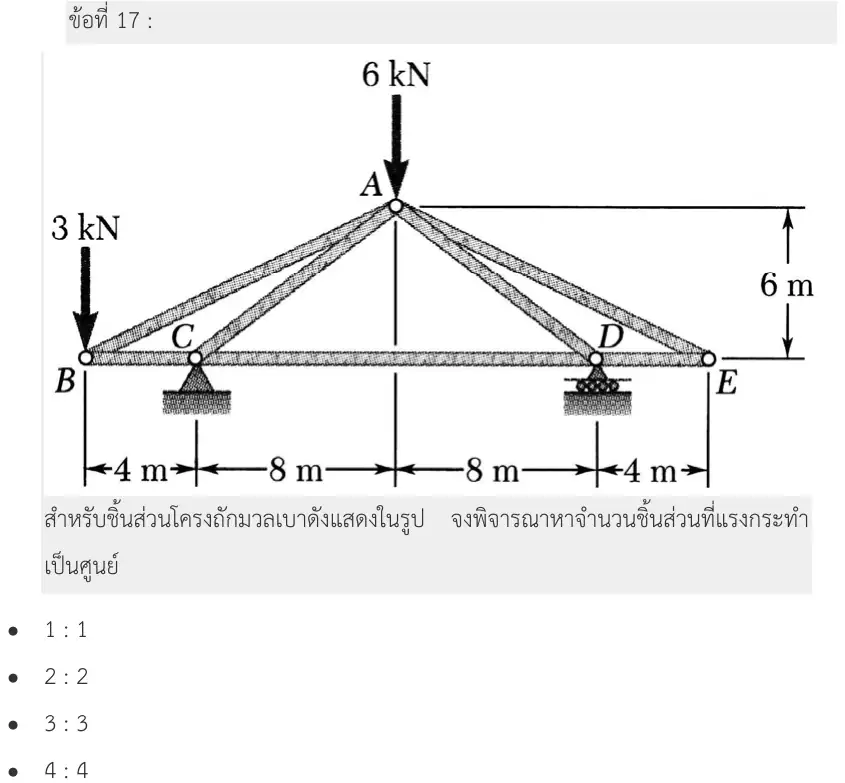 ข้อที่ 17 :
6 kN
A
3 kN
6 m
C
D
B
E
4 m
8 m
8 m
4 m
สำหรับชิ้นส่วนโครงถักมวลเบาดังแสดงในรูป จงพิจารณาหาจำนวนชิ้นส่วนที่แรงกระทำ
เป็นศูนย์
1 : 1
2 : 2
3 : 3
4 : 4